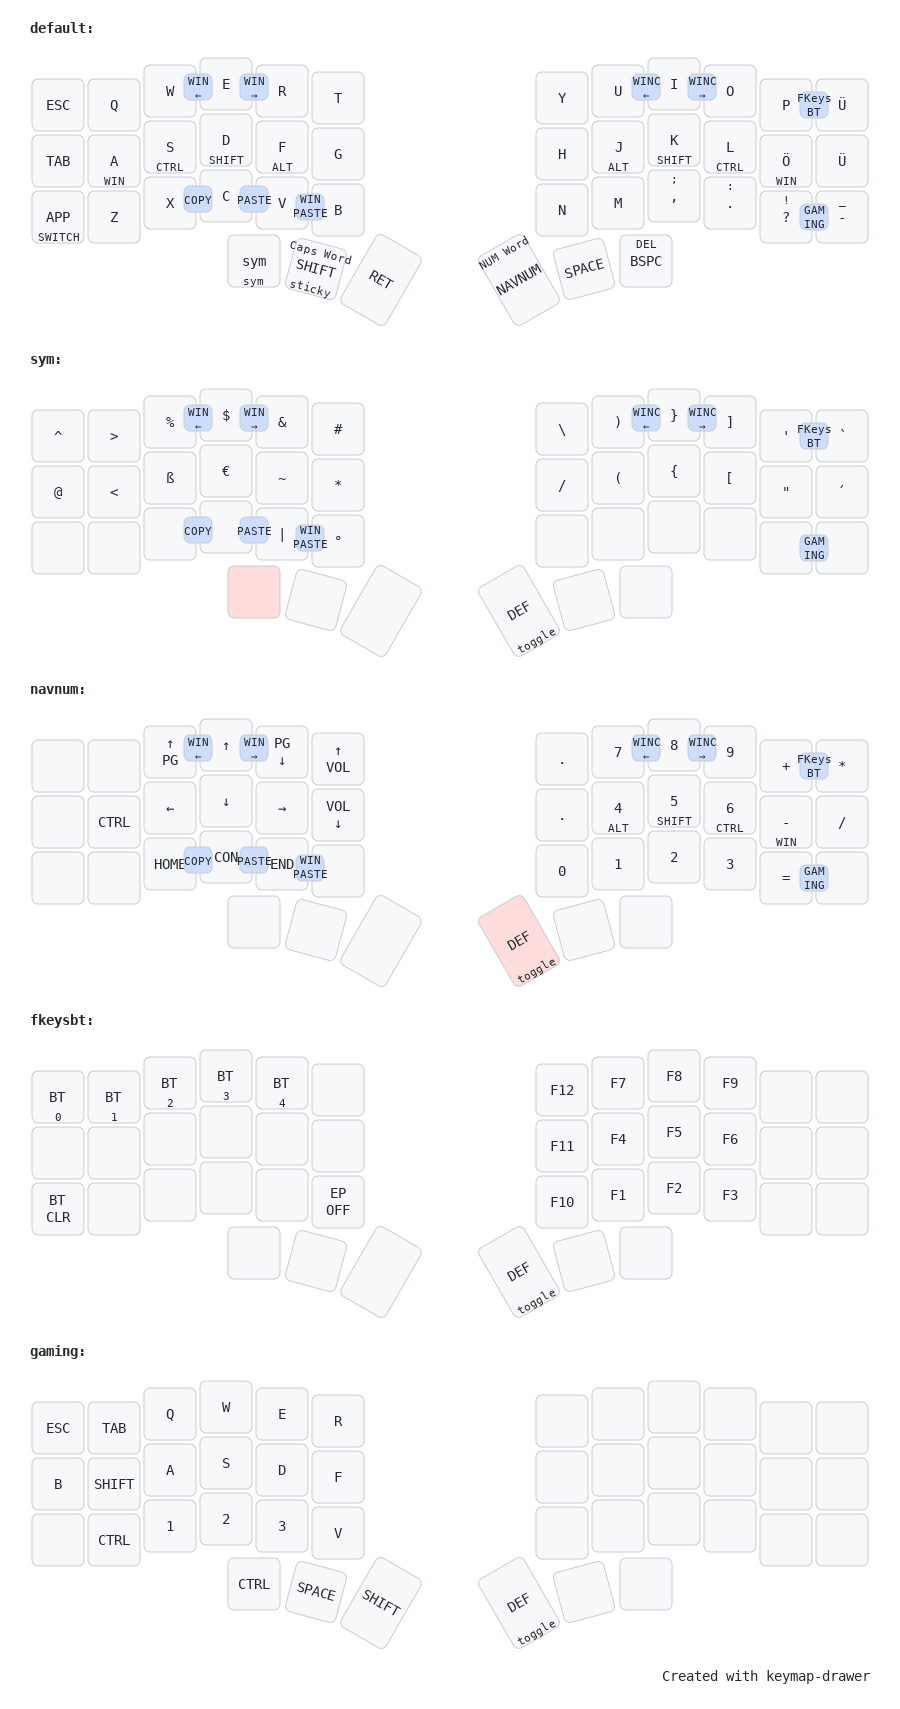 default:
ESC Q W WIN ← E WIN → R T Y U WINC ← I WINC → O P FKeys BT Ü
TAB A WIN S CTRL D SHIFT F ALT G H J ALT K SHIFT L CTRL Ö WIN Ü
APP SWITCH Z X COPY C PASTE V WIN PASTE B N M ; , : . ! ? GAM ING _ -
sym sym Caps Word SHIFT sticky RET NUM Word NAVNUM SPACE DEL BSPC
sym:
^ > % WIN ← $ WIN → & # \ ) WINC ← } WINC → ] ' FKeys BT `
@ < ß € ~ * / ( { [ " ´
COPY PASTE | WIN PASTE ° GAM ING
DEF toggle
navnum:
↑ PG WIN ← ↑ WIN → PG ↓ ↑ VOL . 7 WINC ← 8 WINC → 9 + FKeys BT *
CTRL ← ↓ → VOL ↓ . 4 ALT 5 SHIFT 6 CTRL - WIN /
HOME COPY CON PASTE END WIN PASTE 0 1 2 3 = GAM ING
DEF toggle
fkeysbt:
BT 0 BT 1 BT 2 BT 3 BT 4 F12 F7 F8 F9
F11 F4 F5 F6
BT CLR EP OFF F10 F1 F2 F3
DEF toggle
gaming:
ESC TAB Q W E R
B SHIFT A S D F
CTRL 1 2 3 V
CTRL SPACE SHIFT DEF toggle
Created with keymap-drawer